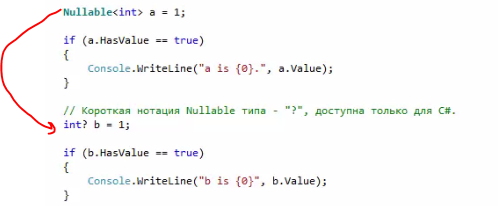 Nullable<int> a = 1;
if (a.HasValue == true)
{
Console.WriteLine("a is {0}.", a.Value);
}
// Короткая нотация Nullable типа - "?", доступна только для C#.
int? b = 1;
if (b.HasValue == true)
{
Console.WriteLine("b is {0}", b.Value);
}